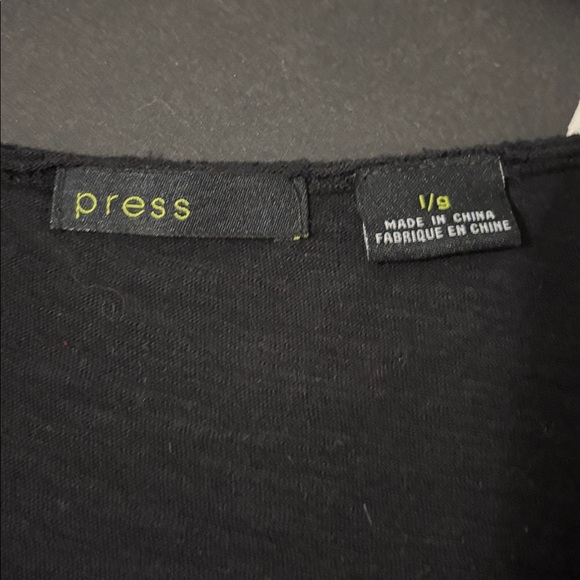 press
l/g
MADE IN CHINA
FABRIQUE EN CHINE